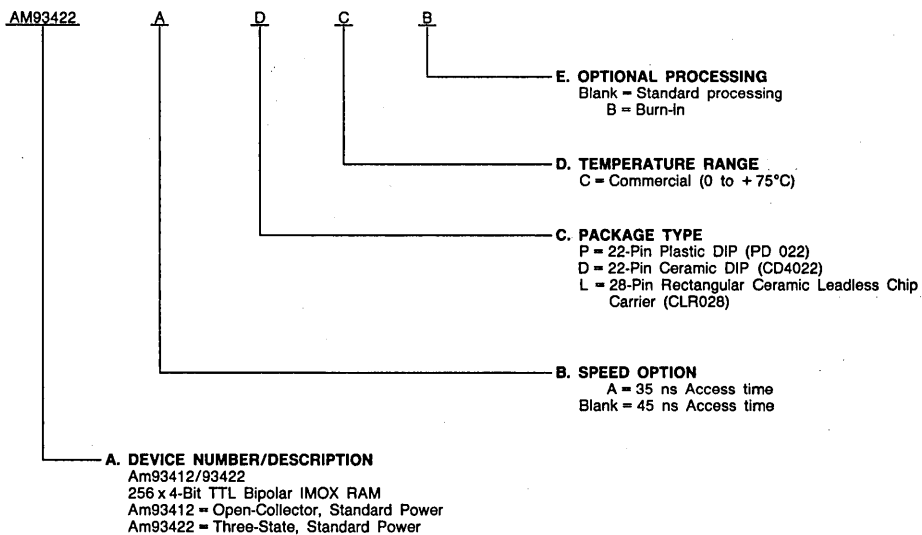 AM93422 A D C B
E. OPTIONAL PROCESSING
Blank = Standard processing
B = Burn-in
D. TEMPERATURE RANGE
C = Commercial (0 to +75°C)
C. PACKAGE TYPE
P = 22-Pin Plastic DIP (PD 022)
D = 22-Pin Ceramic DIP (CD4022)
L = 28-Pin Rectangular Ceramic Leadless Chip
Carrier (CLR028)
B. SPEED OPTION
A = 35 ns Access time
Blank = 45 ns Access time
A. DEVICE NUMBER/DESCRIPTION
Am93412/93422
256 x 4-Bit TTL Bipolar IMOX RAM
Am93412 = Open-Collector, Standard Power
Am93422 = Three-State, Standard Power